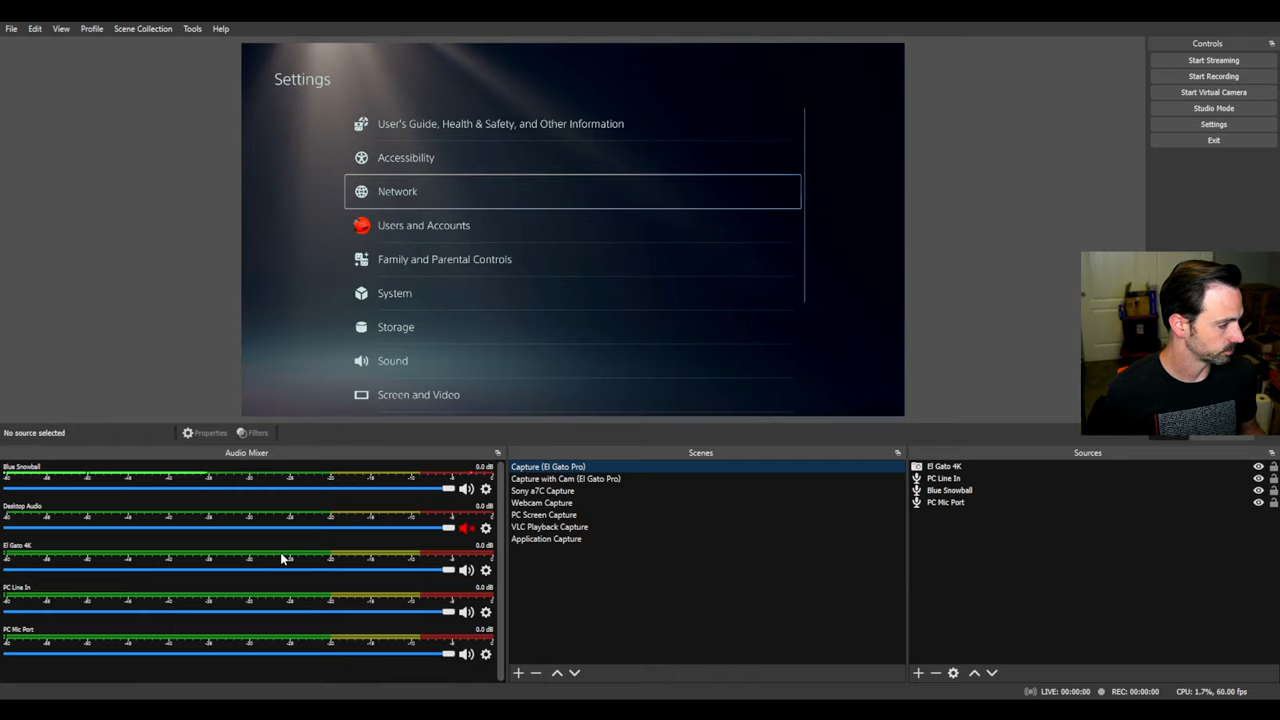 File Edit View Profile Scene Collection Tools Help
Controls
Start Streaming
Start Recording
Start Virtual Camera
Studio Mode
Settings
Exit
Settings
User's Guide, Health & Safety, and Other Information
Accessibility
Network
Users and Accounts
Family and Parental Controls
System
Storage
Sound
Screen and Video
No source selected
Properties
Filters
Audio Mixer
Blue Snowball 0.0 dB
Desktop Audio 0.0 dB
El Gato 4K 0.0 dB
PC Line In 0.0 dB
PC Mic Port 0.0 dB
Scenes
Capture (El Gato Pro)
Capture with Cam (El Gato Pro)
Sony a7C Capture
Webcam Capture
PC Screen Capture
VLC Playback Capture
Application Capture
Sources
El Gato 4K
PC Line In
Blue Snowball
PC Mic Port
LIVE: 00:00:00 REC: 00:00:00 CPU: 1.7%, 60.00 fps